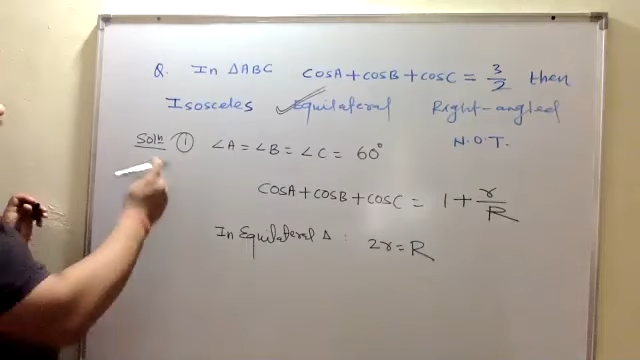 Q. In ΔABC cosA+cosB+cosC = 3/2 then
Isosceles ✓Equilateral Right-angled
N.O.T.
Solⁿ ① ∠A = ∠B = ∠C = 60°
cosA+cosB+cosC = 1 + r/R
In Equilateral Δ : 2r = R